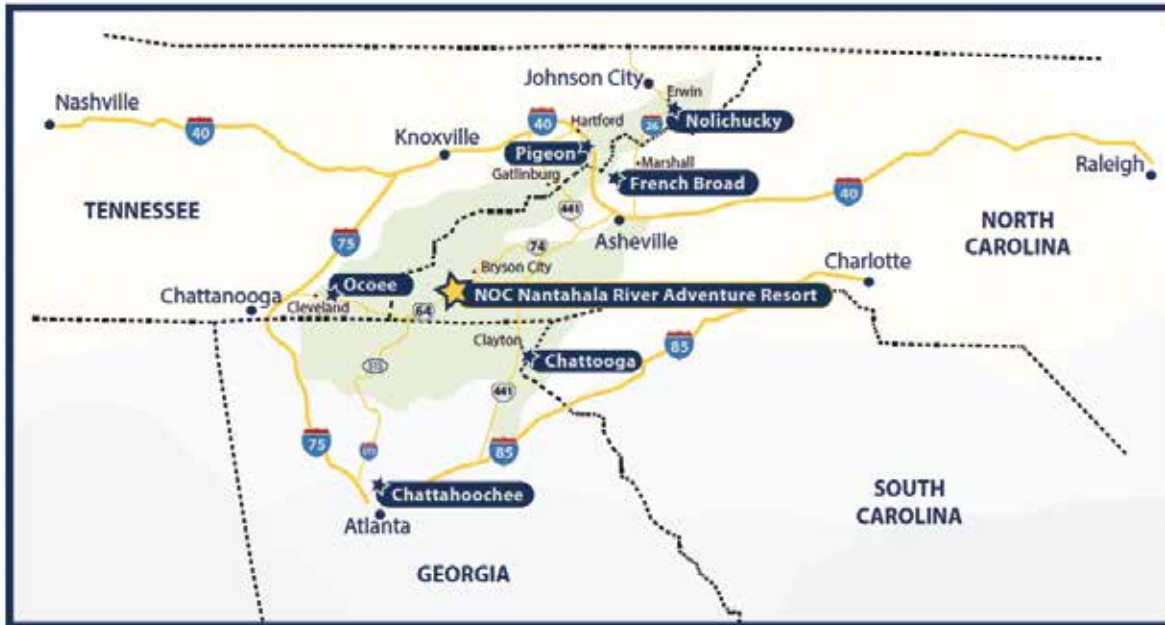 Johnson City
Erwin
Nashville
40
Hartford
40
26
Nolichucky
Knoxville
Pigeon
Marshall
Gatlinburg
French Broad
Raleigh
40
TENNESSEE
441
NORTH
CAROLINA
75
74
Asheville
Bryson City
Charlotte
Ocoee
NOC Nantahala River Adventure Resort
Chattanooga
Cleveland
64
Clayton
85
Chattooga
515
441
75
85
Chattahoochee
SOUTH
CAROLINA
Atlanta
GEORGIA